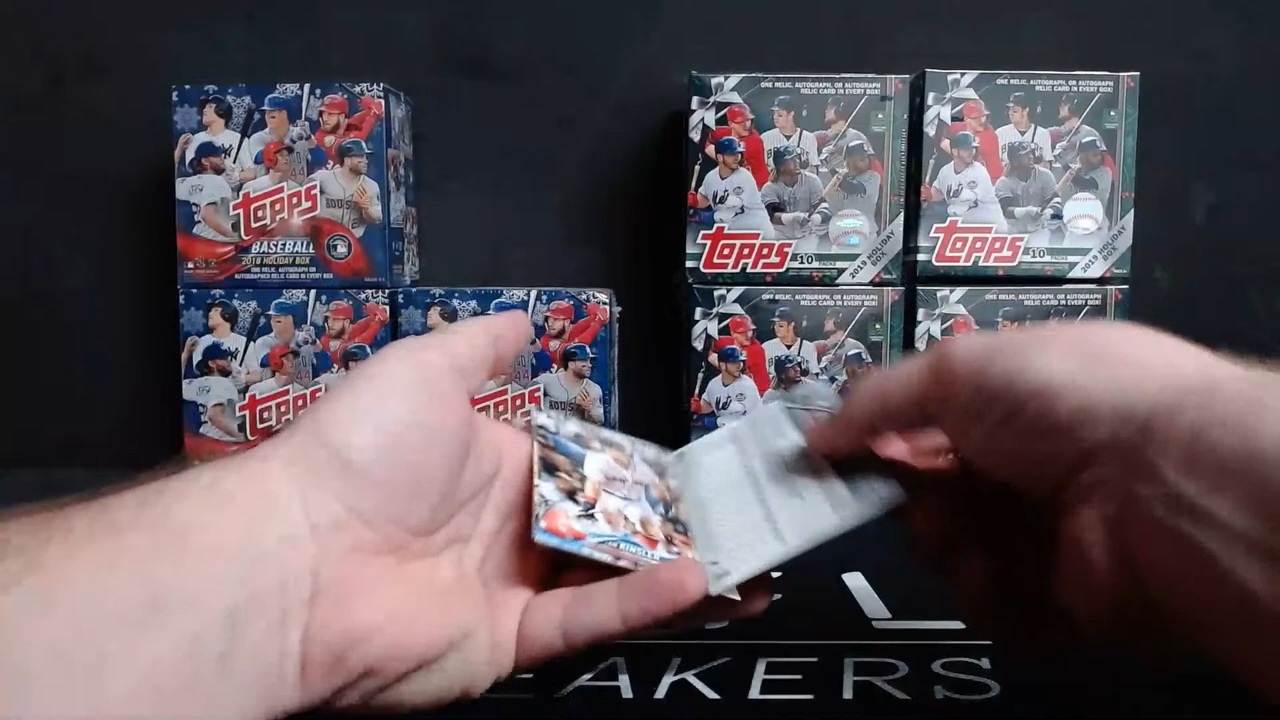 Topps
BASEBALL
2018 HOLIDAY BOX
ONE RELIC, AUTOGRAPH OR
AUTOGRAPHED RELIC CARD IN EVERY BOX
ONE RELIC, AUTOGRAPH, OR AUTOGRAPH
RELIC CARD IN EVERY BOX!
Topps
10 PACKS
2019 HOLIDAY
BOX
ONE RELIC, AUTOGRAPH, OR AUTOGRAPH
RELIC CARD IN EVERY BOX!
Topps
10 PACKS
2019 HOLIDAY
BOX
Topps
Topps
ONE RELIC, AUTOGRAPH, OR AUTOGRAPH
RELIC CARD IN EVERY BOX!
Mets
ONE RELIC, AUTOGRAPH, OR AUTOGRAPH
RELIC CARD IN EVERY BOX!
KINSLER
L
EAKERS